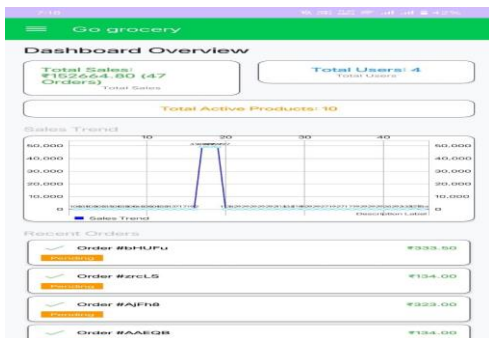 7:18
42%
Go grocery
Dashboard Overview
Total Sales:
₹152664.80 (47
Orders)
Total Sales
Total Users: 4
Total Users
Total Active Products: 10
Sales Trend
10 20 30 40
50,000 50,000
40,000 40,000
30,000 30,000
20,000 20,000
10,000 10,000
0 0
Sales Trend
Description Label
Recent Orders
Order #bHUFu ₹333.50
Pending
Order #zrcLS ₹134.00
Pending
Order #AjFh8 ₹323.00
Pending
Order #AAEQB ₹134.00